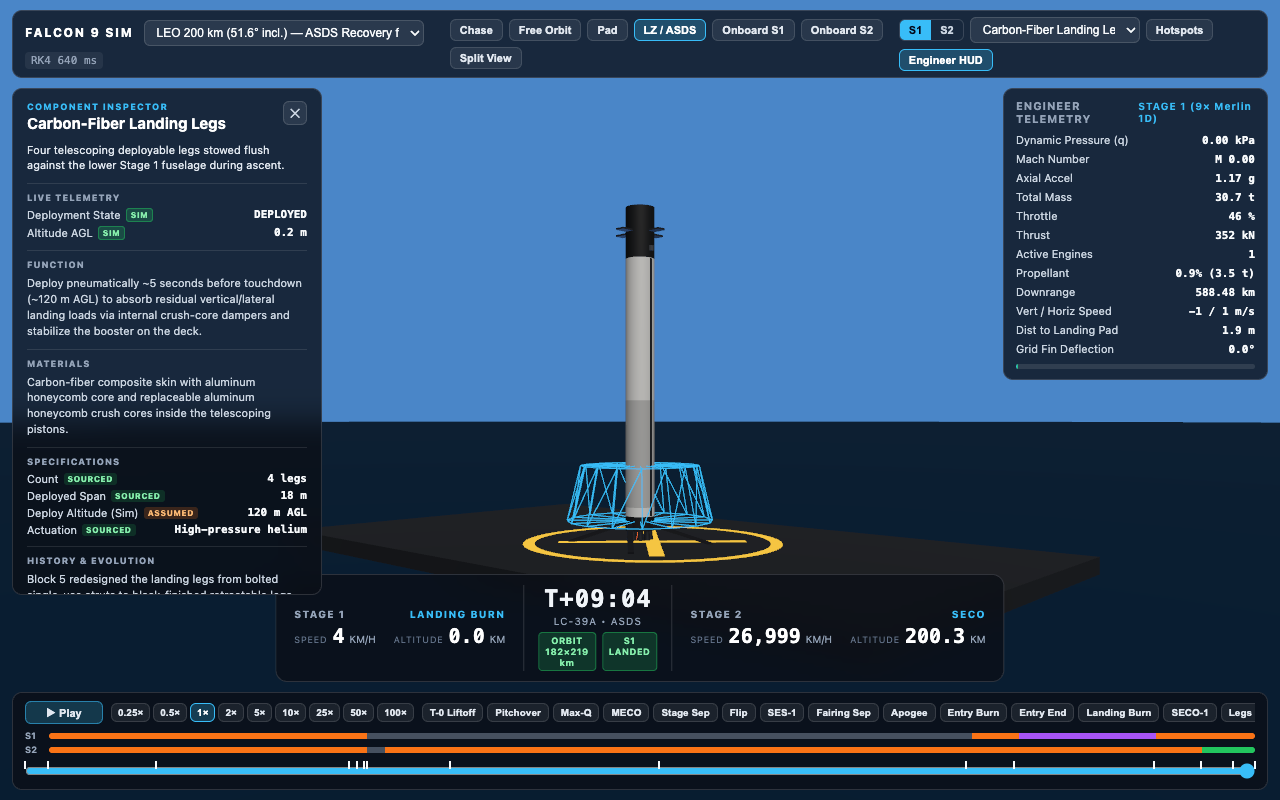 FALCON 9 SIM
LEO 200 km (51.6° incl.) — ASDS Recovery f
RK4 640 ms
Chase
Free Orbit
Pad
LZ / ASDS
Onboard S1
Onboard S2
Split View
S1
S2
Carbon-Fiber Landing Le
Hotspots
Engineer HUD
COMPONENT INSPECTOR
Carbon-Fiber Landing Legs
Four telescoping deployable legs stowed flush
against the lower Stage 1 fuselage during ascent.
LIVE TELEMETRY
Deployment State SIM DEPLOYED
Altitude AGL SIM 0.2 m
FUNCTION
Deploy pneumatically ~5 seconds before touchdown
(~120 m AGL) to absorb residual vertical/lateral
landing loads via internal crush-core dampers and
stabilize the booster on the deck.
MATERIALS
Carbon-fiber composite skin with aluminum
honeycomb core and replaceable aluminum
honeycomb crush cores inside the telescoping
pistons.
SPECIFICATIONS
Count SOURCED 4 legs
Deployed Span SOURCED 18 m
Deploy Altitude (Sim) ASSUMED 120 m AGL
Actuation SOURCED High-pressure helium
HISTORY & EVOLUTION
Block 5 redesigned the landing legs from bolted
ENGINEER TELEMETRY
STAGE 1 (9× Merlin 1D)
Dynamic Pressure (q) 0.00 kPa
Mach Number M 0.00
Axial Accel 1.17 g
Total Mass 30.7 t
Throttle 46 %
Thrust 352 kN
Active Engines 1
Propellant 0.9% (3.5 t)
Downrange 588.48 km
Vert / Horiz Speed −1 / 1 m/s
Dist to Landing Pad 1.9 m
Grid Fin Deflection 0.0°
STAGE 1 LANDING BURN
SPEED 4 KM/H ALTITUDE 0.0 KM
T+09:04
LC-39A • ASDS
ORBIT
182×219
km
S1
LANDED
STAGE 2 SECO
SPEED 26,999 KM/H ALTITUDE 200.3 KM
▶ Play
0.25×
0.5×
1×
2×
5×
10×
25×
50×
100×
T-0 Liftoff
Pitchover
Max-Q
MECO
Stage Sep
Flip
SES-1
Fairing Sep
Apogee
Entry Burn
Entry End
Landing Burn
SECO-1
Legs
S1
S2